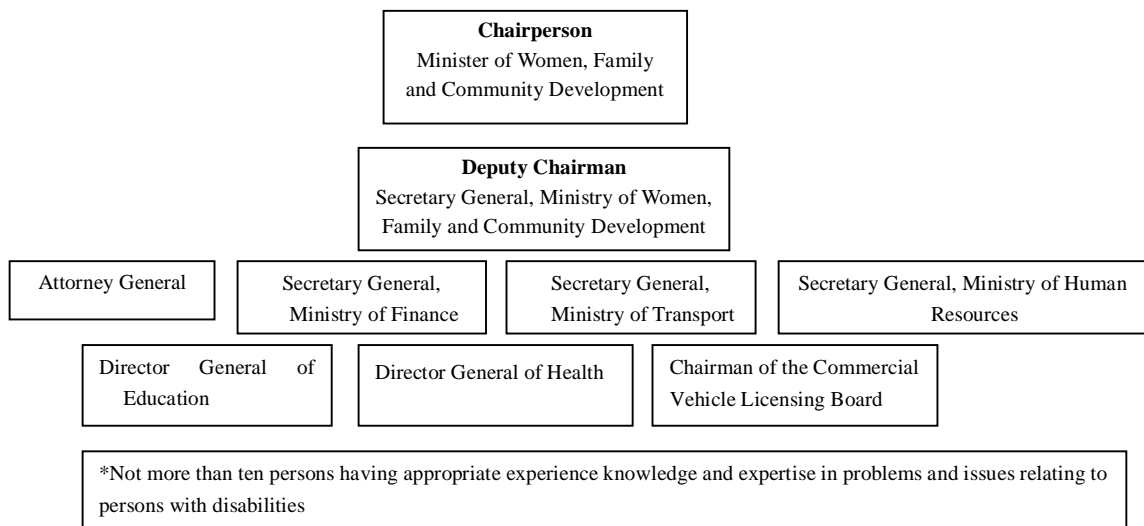 Chairperson
Minister of Women, Family
and Community Development
Deputy Chairman
Secretary General, Ministry of Women,
Family and Community Development
Attorney General
Secretary General,
Ministry of Finance
Secretary General,
Ministry of Transport
Secretary General, Ministry of Human
Resources
Director General of
Education
Director General of Health
Chairman of the Commercial
Vehicle Licensing Board
*Not more than ten persons having appropriate experience knowledge and expertise in problems and issues relating to
persons with disabilities